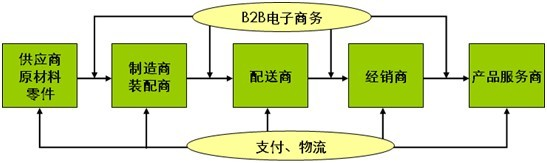 B2B电子商务
供应商
原材料
零件
制造商
装配商
配送商
经销商
产品服务商
支付、物流